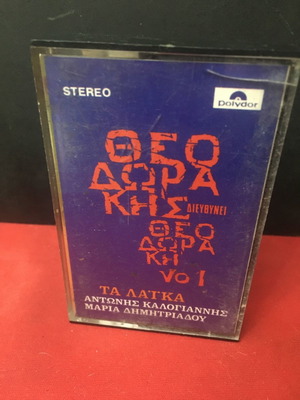 STEREO
Polydor
ΘΕΟ
ΔΩΡΑ
ΚΗΣ ΔΙΕΥΘΥΝΕΙ
ΘΕΟ
ΔΩΡΑ
ΚΗ
VO 1
ΤΑ ΛΑΪΚΑ
ΑΝΤΩΝΗΣ ΚΑΛΟΓΙΑΝΝΗΣ
ΜΑΡΙΑ ΔΗΜΗΤΡΙΑΔΟΥ